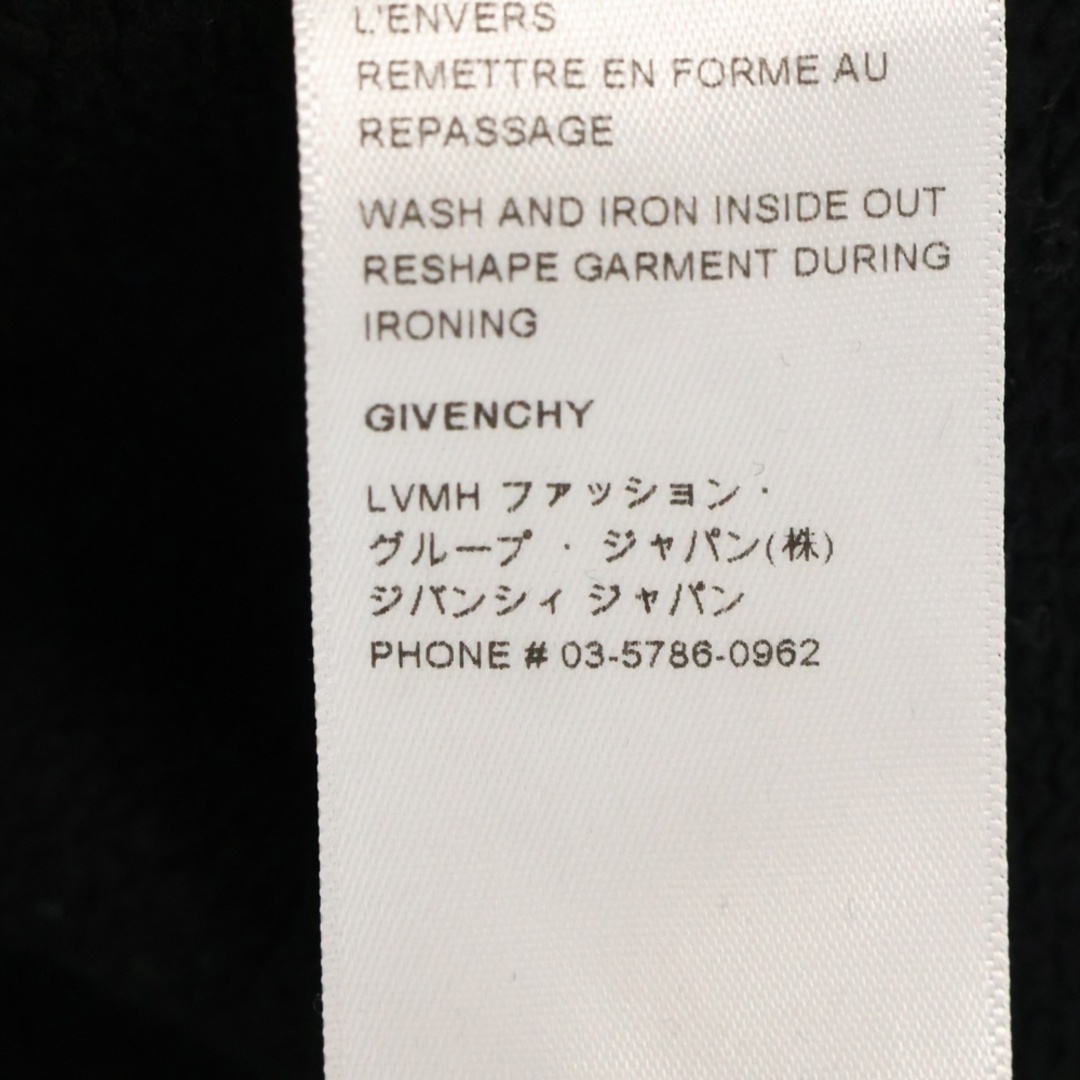 L'ENVERS
REMETTRE EN FORME AU
REPASSAGE
WASH AND IRON INSIDE OUT
RESHAPE GARMENT DURING
IRONING
GIVENCHY
LVMH ファッション・
グループ・ジャパン(株)
ジバンシィ ジャパン
PHONE # 03-5786-0962